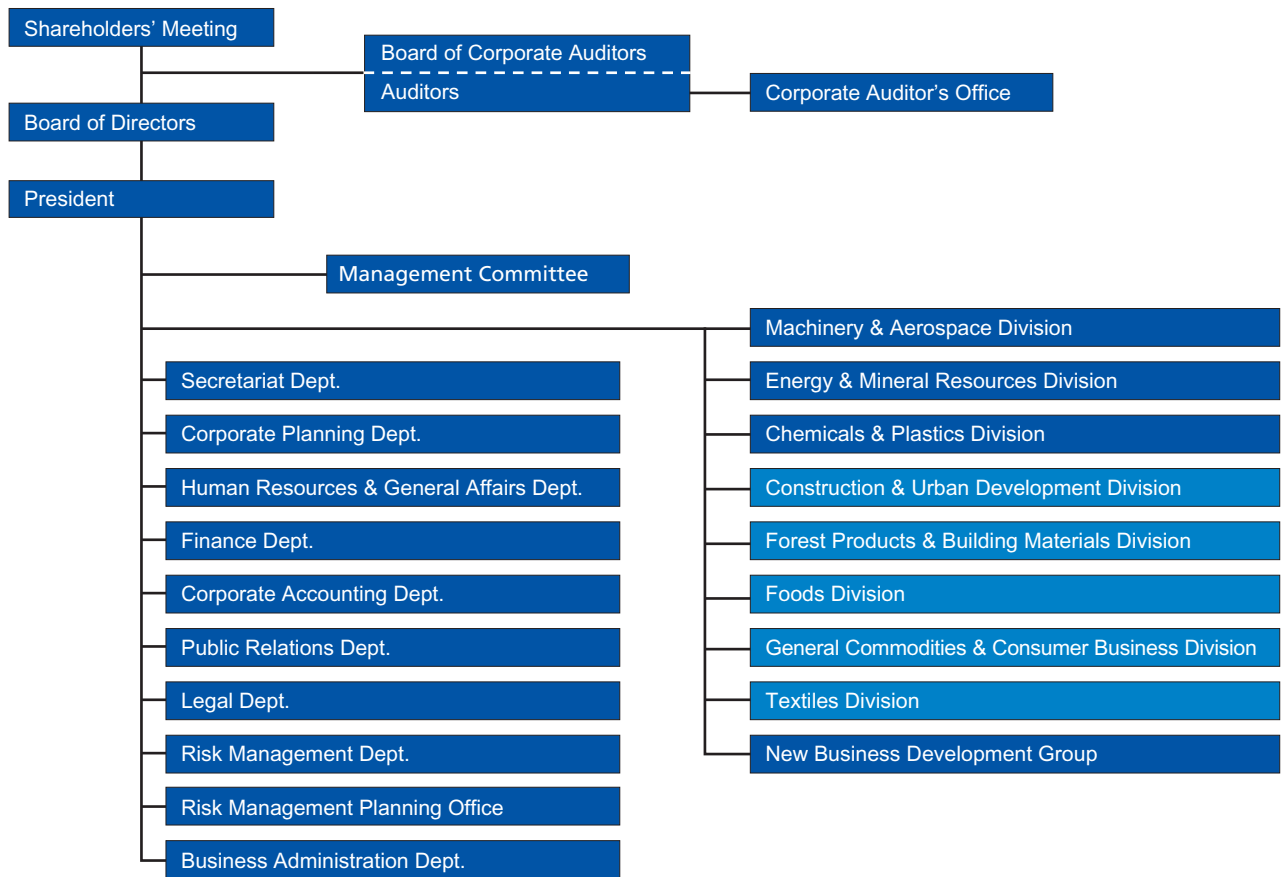 Shareholders’ Meeting
Board of Corporate Auditors
Auditors
Corporate Auditor’s Office
Board of Directors
President
Management Committee
Secretariat Dept.
Corporate Planning Dept.
Human Resources & General Affairs Dept.
Finance Dept.
Corporate Accounting Dept.
Public Relations Dept.
Legal Dept.
Risk Management Dept.
Risk Management Planning Office
Business Administration Dept.
Machinery & Aerospace Division
Energy & Mineral Resources Division
Chemicals & Plastics Division
Construction & Urban Development Division
Forest Products & Building Materials Division
Foods Division
General Commodities & Consumer Business Division
Textiles Division
New Business Development Group